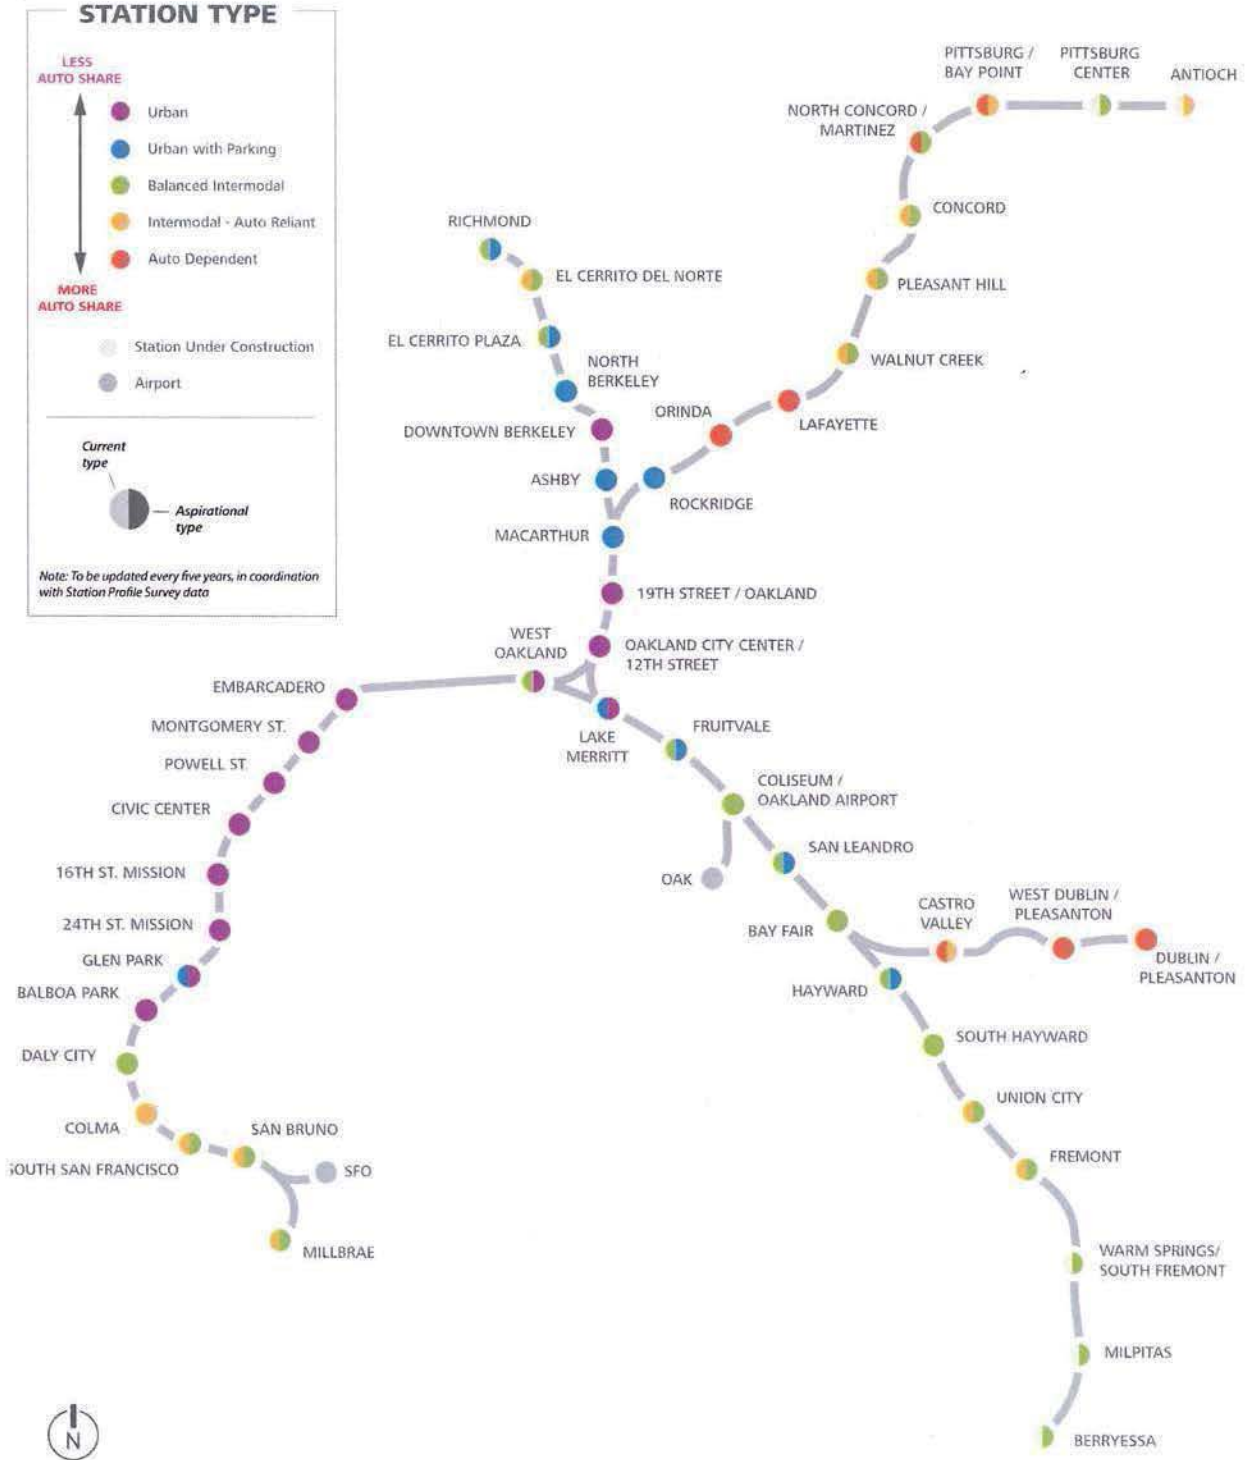 STATION TYPE
LESS
AUTO SHARE
Urban
Urban with Parking
Balanced Intermodal
Intermodal - Auto Reliant
Auto Dependent
MORE
AUTO SHARE
Station Under Construction
Airport
Current
type
Aspirational
type
Note: To be updated every five years, in coordination
with Station Profile Survey data
PITTSBURG /
BAY POINT
PITTSBURG
CENTER
ANTIOCH
NORTH CONCORD /
MARTINEZ
CONCORD
PLEASANT HILL
WALNUT CREEK
LAFAYETTE
ORINDA
ROCKRIDGE
RICHMOND
EL CERRITO DEL NORTE
EL CERRITO PLAZA
NORTH
BERKELEY
DOWNTOWN BERKELEY
ASHBY
MACARTHUR
19TH STREET / OAKLAND
OAKLAND CITY CENTER /
12TH STREET
WEST
OAKLAND
EMBARCADERO
MONTGOMERY ST.
POWELL ST.
CIVIC CENTER
16TH ST. MISSION
24TH ST. MISSION
GLEN PARK
BALBOA PARK
DALY CITY
COLMA
SOUTH SAN FRANCISCO
SAN BRUNO
SFO
MILLBRAE
LAKE
MERRITT
FRUITVALE
COLISEUM /
OAKLAND AIRPORT
OAK
SAN LEANDRO
BAY FAIR
CASTRO
VALLEY
WEST DUBLIN /
PLEASANTON
DUBLIN /
PLEASANTON
HAYWARD
SOUTH HAYWARD
UNION CITY
FREMONT
WARM SPRINGS/
SOUTH FREMONT
MILPITAS
BERRYESSA
N